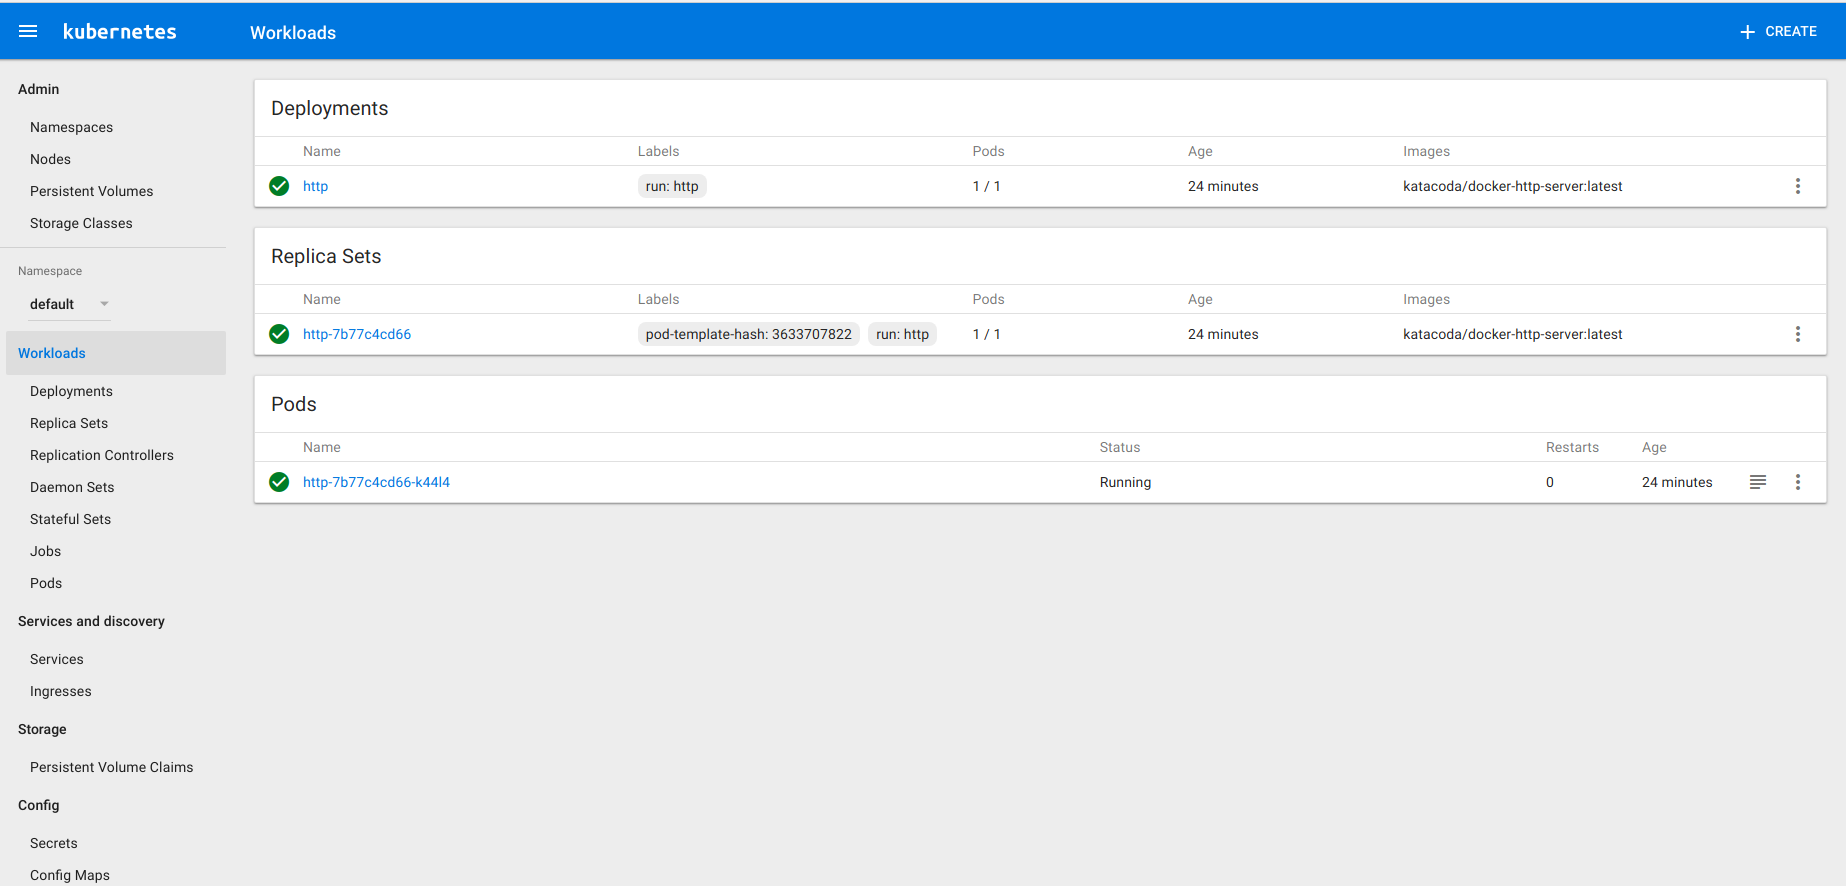 kubernetes Workloads + CREATE
Admin
Namespaces
Nodes
Persistent Volumes
Storage Classes
Namespace
default
Workloads
Deployments
Replica Sets
Replication Controllers
Daemon Sets
Stateful Sets
Jobs
Pods
Services and discovery
Services
Ingresses
Storage
Persistent Volume Claims
Config
Secrets
Config Maps
Deployments
Name Labels Pods Age Images
http run: http 1 / 1 24 minutes katacoda/docker-http-server:latest
Replica Sets
Name Labels Pods Age Images
http-7b77c4cd66 pod-template-hash: 3633707822 run: http 1 / 1 24 minutes katacoda/docker-http-server:latest
Pods
Name Status Restarts Age
http-7b77c4cd66-k44l4 Running 0 24 minutes